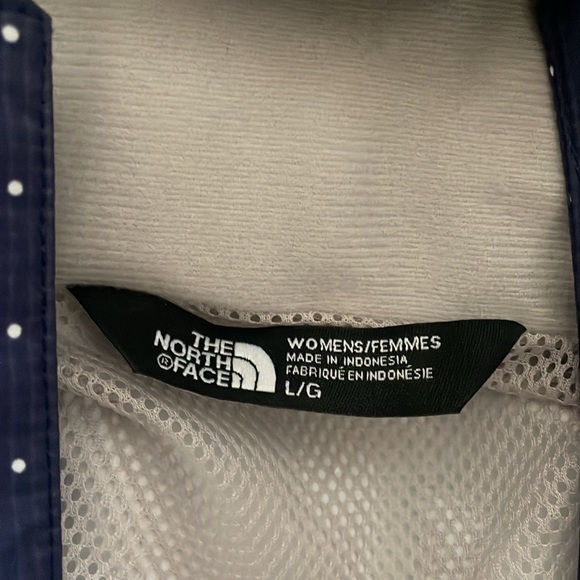 THE
NORTH
®FACE
WOMENS/FEMMES
MADE IN INDONESIA
FABRIQUÉ EN INDONÉSIE
L/G